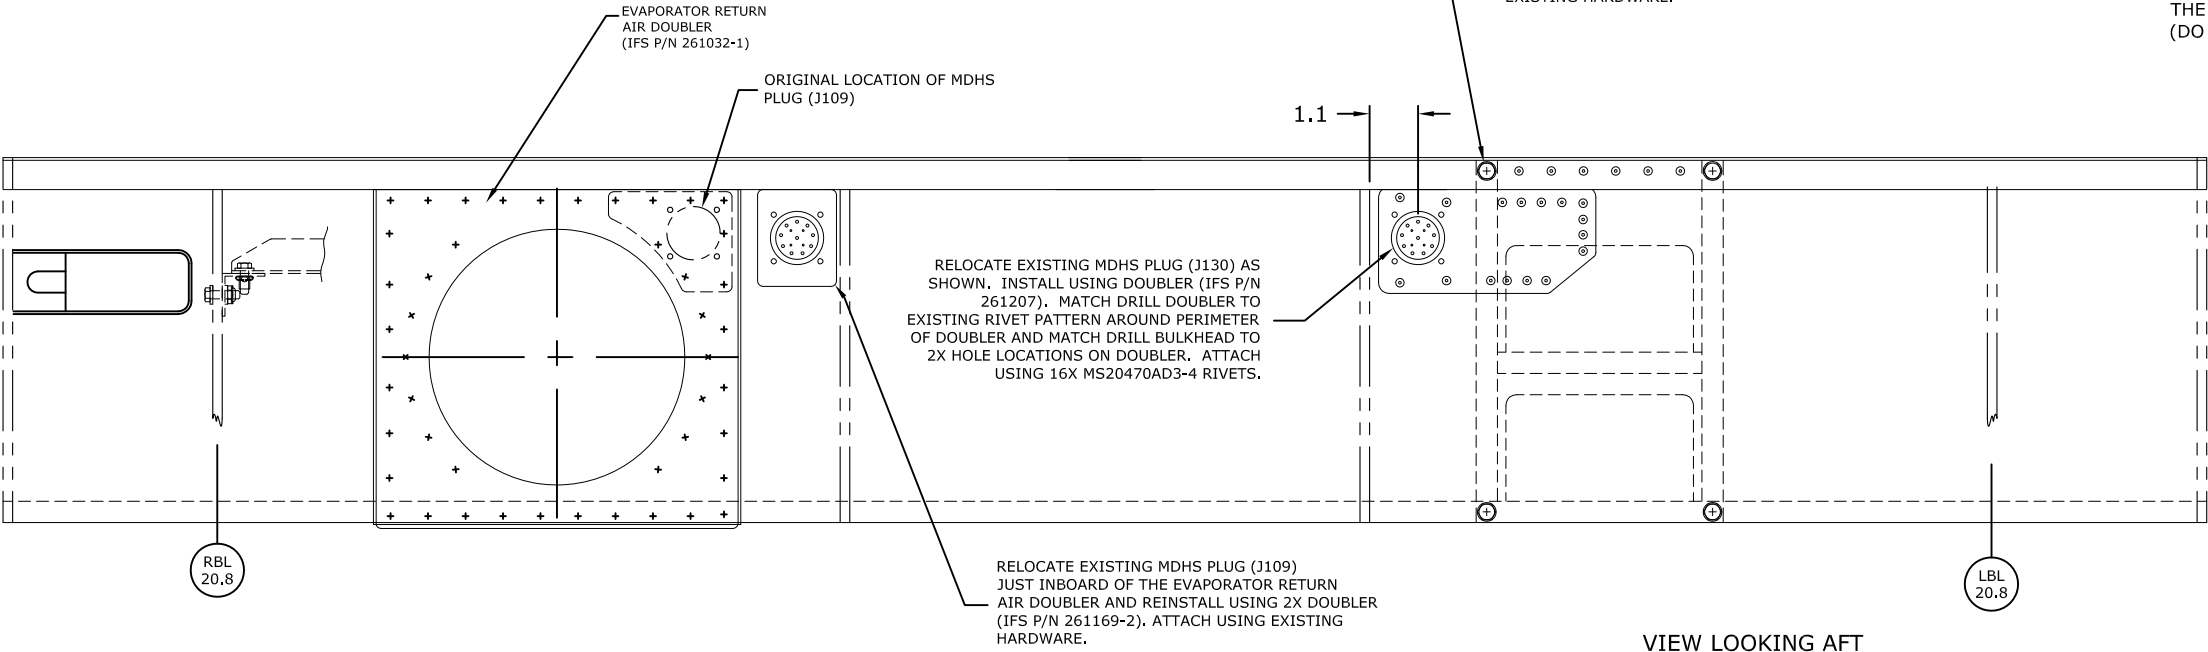 EVAPORATOR RETURN
AIR DOUBLER
(IFS P/N 261032-1)
EXISTING HARDWARE.
THE
(DO
ORIGINAL LOCATION OF MDHS
PLUG (J109)
1.1
RELOCATE EXISTING MDHS PLUG (J130) AS
SHOWN. INSTALL USING DOUBLER (IFS P/N
261207). MATCH DRILL DOUBLER TO
EXISTING RIVET PATTERN AROUND PERIMETER
OF DOUBLER AND MATCH DRILL BULKHEAD TO
2X HOLE LOCATIONS ON DOUBLER. ATTACH
USING 16X MS20470AD3-4 RIVETS.
RBL
20.8
RELOCATE EXISTING MDHS PLUG (J109)
JUST INBOARD OF THE EVAPORATOR RETURN
AIR DOUBLER AND REINSTALL USING 2X DOUBLER
(IFS P/N 261169-2). ATTACH USING EXISTING
HARDWARE.
LBL
20.8
VIEW LOOKING AFT